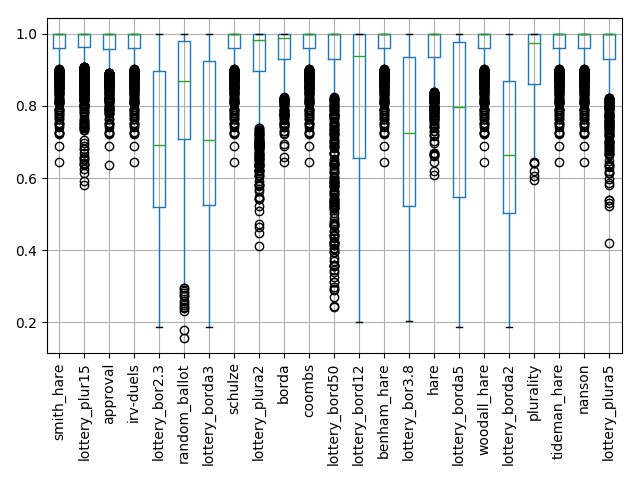 1.0
0.8
0.6
0.4
0.2
smith_hare
lottery_plur15
approval
irv-duels
lottery_bor2.3
random_ballot
lottery_borda3
schulze
lottery_plura2
borda
coombs
lottery_bord50
lottery_bord12
benham_hare
lottery_bor3.8
hare
lottery_borda5
woodall_hare
lottery_borda2
plurality
tideman_hare
nanson
lottery_plura5